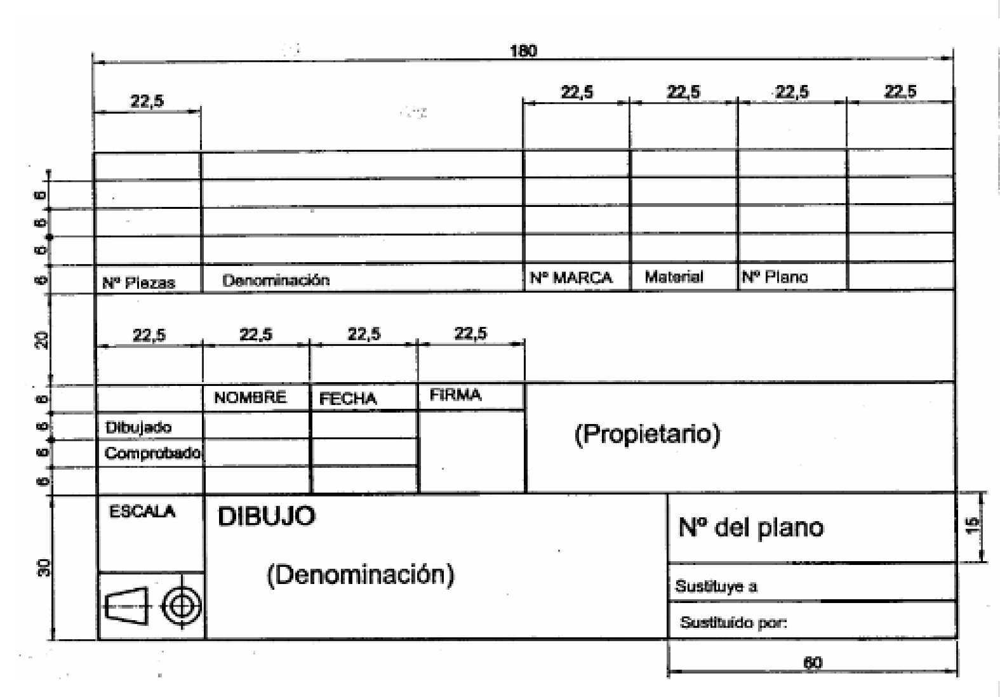 180
22,5 22,5 22,5 22,5 22,5
6
6
6
6
Nº Piezas Denominación Nº MARCA Material Nº Plano
20
22,5 22,5 22,5 22,5
6 NOMBRE FECHA FIRMA
6 Dibujado
(Propietario)
6 Comprobado
6
ESCALA DIBUJO
Nº del plano 15
30 (Denominación)
Sustituye a
Sustituído por:
60